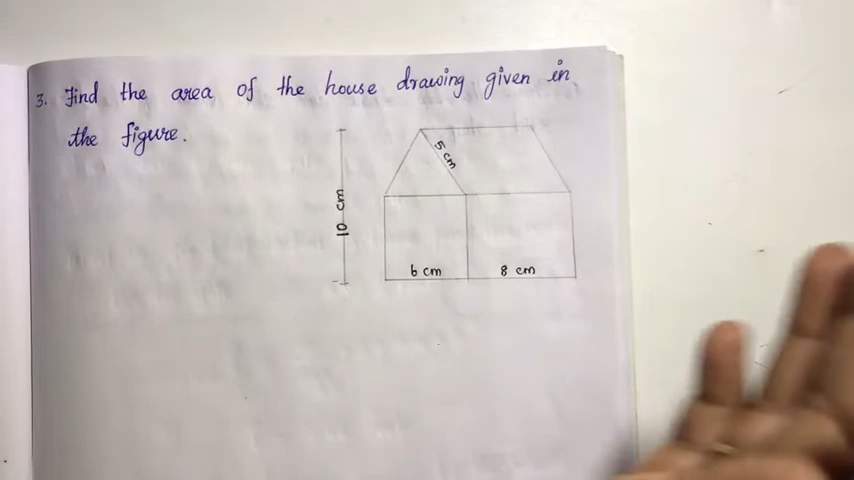 3. Find the area of the house drawing given in
the figure.
5 cm
10 cm
6 cm 8 cm